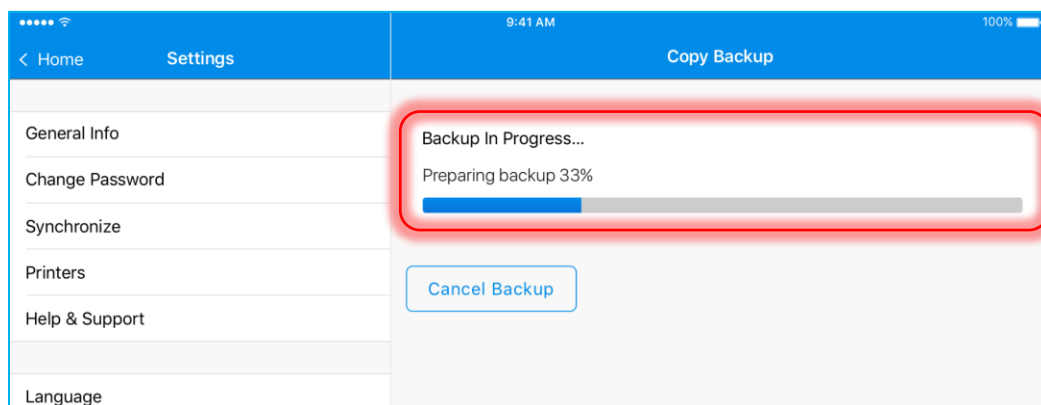 9:41 AM
100%
< Home
Settings
Copy Backup
General Info
Change Password
Synchronize
Printers
Help & Support
Language
Backup In Progress...
Preparing backup 33%
Cancel Backup